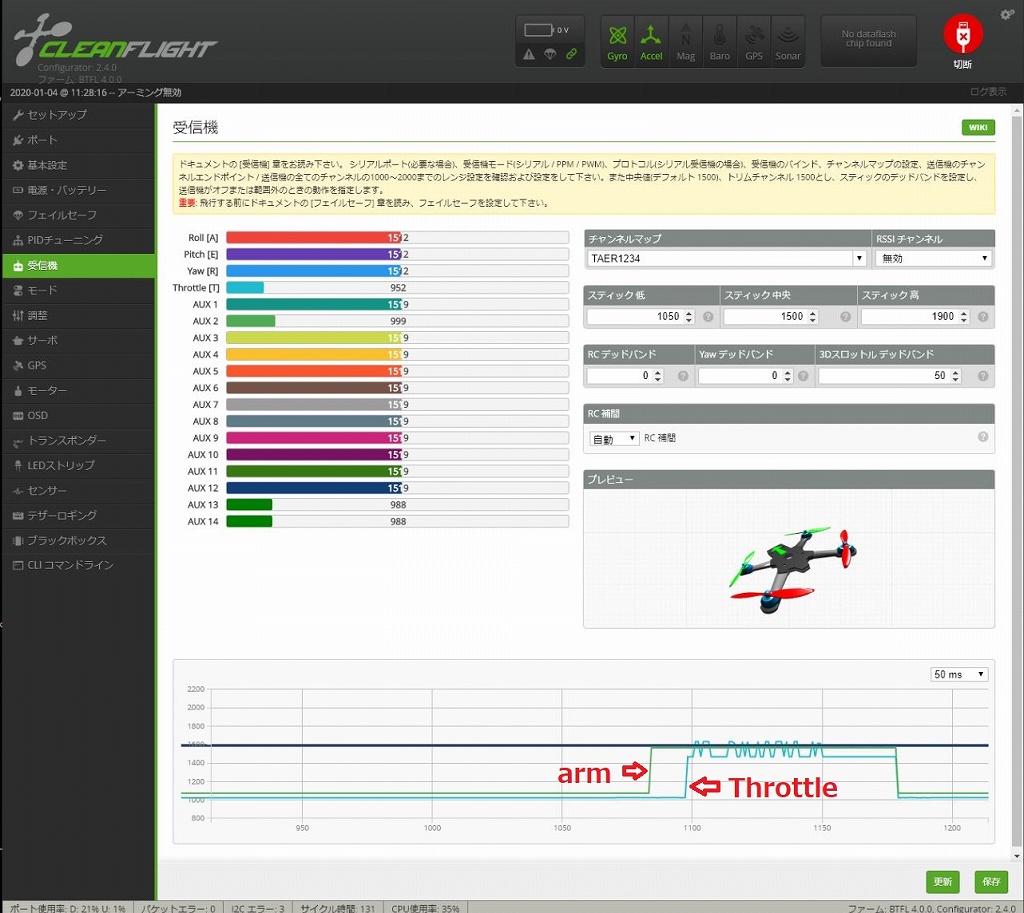 CLEANFLIGHT
Configurator: 2.4.0
ファーム: BTFL 4.0.0
0 V
Gyro
Accel
Mag
Baro
GPS
Sonar
No dataflash chip found
切断
2020-01-04 @ 11:28:16 -- アーミング無効
ログ表示
セットアップ
ポート
基本設定
電源・バッテリー
フェイルセーフ
PIDチューニング
受信機
モード
調整
サーボ
GPS
モーター
OSD
トランスポンダー
LEDストリップ
センサー
テザーロギング
ブラックボックス
CLI コマンドライン
受信機
WIKI
ドキュメントの [受信機] 章をお読み下さい。 シリアルポート(必要な場合)、受信機モード(シリアル / PPM / PWM)、プロトコル(シリアル受信機の場合)、受信機のバインド、チャンネルマップの設定、送信機のチャン
ネルエンドポイント / 送信機の全てのチャンネルの1000〜2000までのレンジ設定を確認および設定をして下さい。また中央値(デフォルト 1500)、トリムチャンネル 1500とし、スティックのデッドバンドを設定し、
送信機がオフまたは範囲外のときの動作を指定します。
重要: 飛行する前にドキュメントの [フェイルセーフ] 章を読み、フェイルセーフを設定して下さい。
Roll [A] 1512
Pitch [E] 1512
Yaw [R] 1512
Throttle [T] 952
AUX 1 1519
AUX 2 999
AUX 3 1519
AUX 4 1519
AUX 5 1519
AUX 6 1519
AUX 7 1519
AUX 8 1519
AUX 9 1519
AUX 10 1519
AUX 11 1519
AUX 12 1519
AUX 13 988
AUX 14 988
チャンネルマップ
RSSI チャンネル
TAER1234
無効
スティック 低
スティック 中央
スティック 高
1050
1500
1900
RC デッドバンド
Yaw デッドバンド
3Dスロットル デッドバンド
0
0
50
RC 補間
自動
RC 補間
プレビュー
50 ms
2200
2000
1800
1600
1400
1200
1000
800
arm
Throttle
950
1000
1050
1100
1150
1200
更新
保存
ポート使用率: D: 21% U: 1%
パケットエラー: 0
I2C エラー: 3
サイクル時間: 131
CPU使用率: 35%
ファーム: BTFL 4.0.0, Configurator: 2.4.0